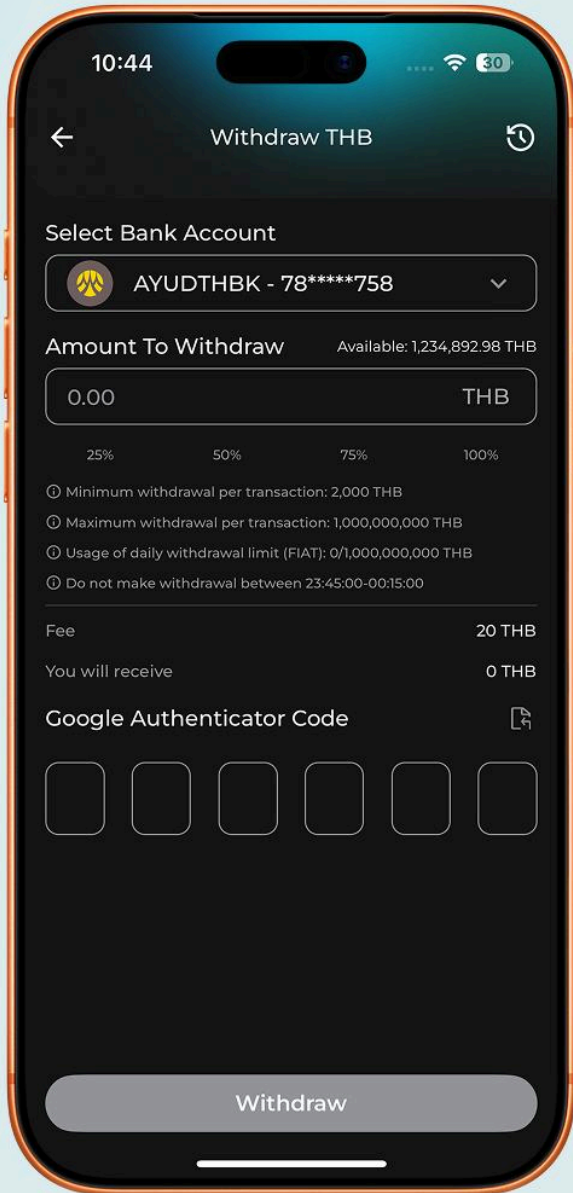 10:44
30
Withdraw THB
Select Bank Account
AYUDTHBK - 78*****758
Amount To Withdraw Available: 1,234,892.98 THB
0.00 THB
25% 50% 75% 100%
Minimum withdrawal per transaction: 2,000 THB
Maximum withdrawal per transaction: 1,000,000,000 THB
Usage of daily withdrawal limit (FIAT): 0/1,000,000,000 THB
Do not make withdrawal between 23:45:00-00:15:00
Fee 20 THB
You will receive 0 THB
Google Authenticator Code
Withdraw